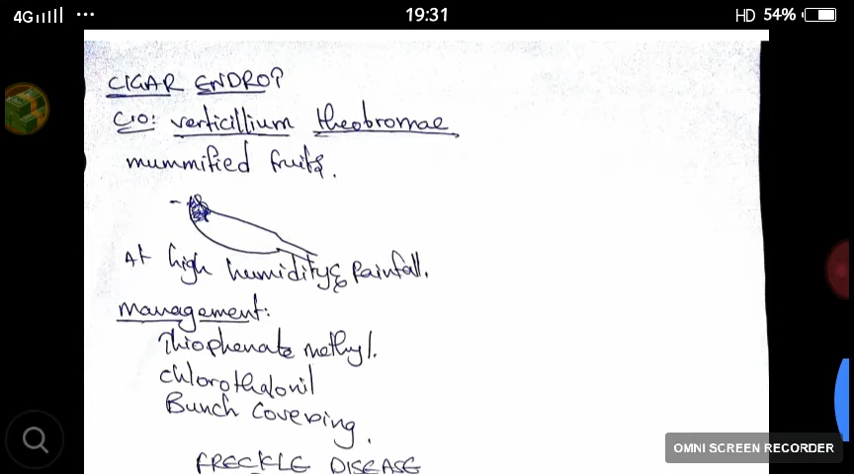 4G 19:31 HD 54%
CIGAR ENDROT
C.O: verticillium theobromae
mummified fruits.
At high humidity & Rainfall.
Management:
Thiophenate methyl.
chlorothalonil
Bunch Covering.
FRECKLE DISEASE
OMNI SCREEN RECORDER